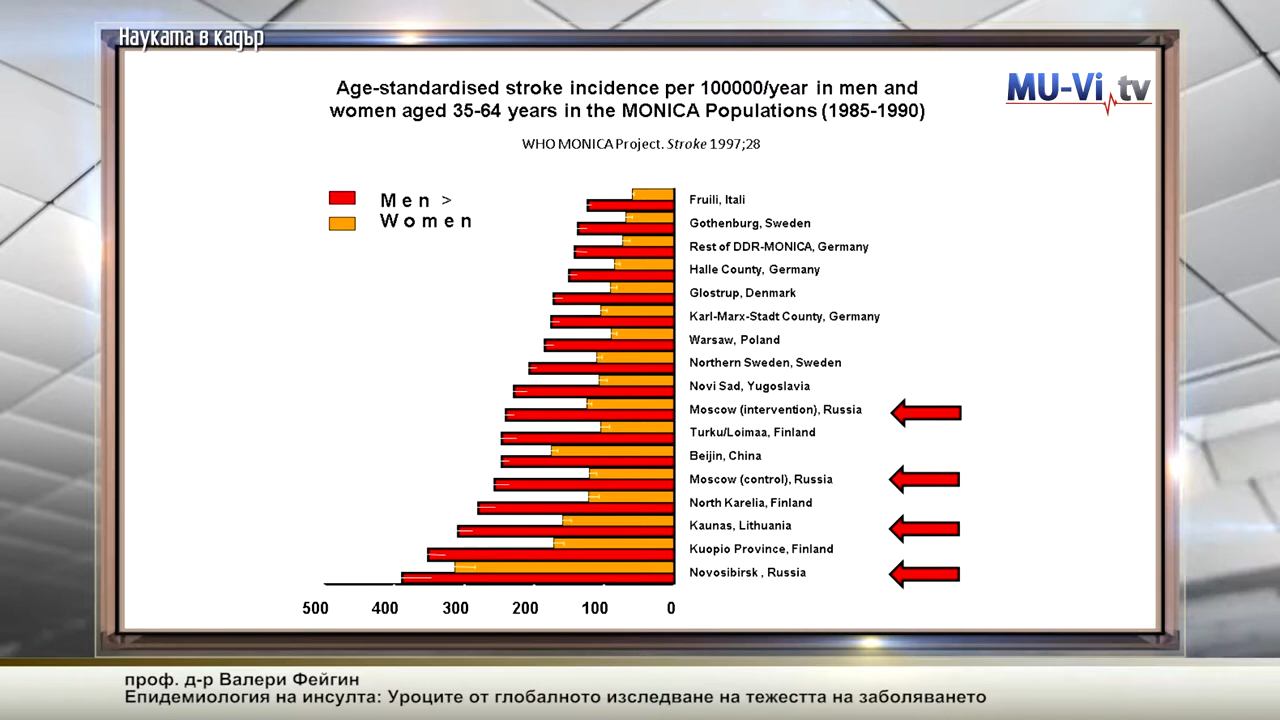 Науката в кадър
MU-Vi.tv
Age-standardised stroke incidence per 100000/year in men and
women aged 35-64 years in the MONICA Populations (1985-1990)
WHO MONICA Project. Stroke 1997;28
Men >
Women
Fruili, Itali
Gothenburg, Sweden
Rest of DDR-MONICA, Germany
Halle County, Germany
Glostrup, Denmark
Karl-Marx-Stadt County, Germany
Warsaw, Poland
Northern Sweden, Sweden
Novi Sad, Yugoslavia
Moscow (intervention), Russia
Turku/Loimaa, Finland
Beijin, China
Moscow (control), Russia
North Karelia, Finland
Kaunas, Lithuania
Kuopio Province, Finland
Novosibirsk , Russia
500 400 300 200 100 0
проф. д-р Валери Фейгин
Епидемиология на инсулта: Уроците от глобалното изследване на тежестта на заболяването